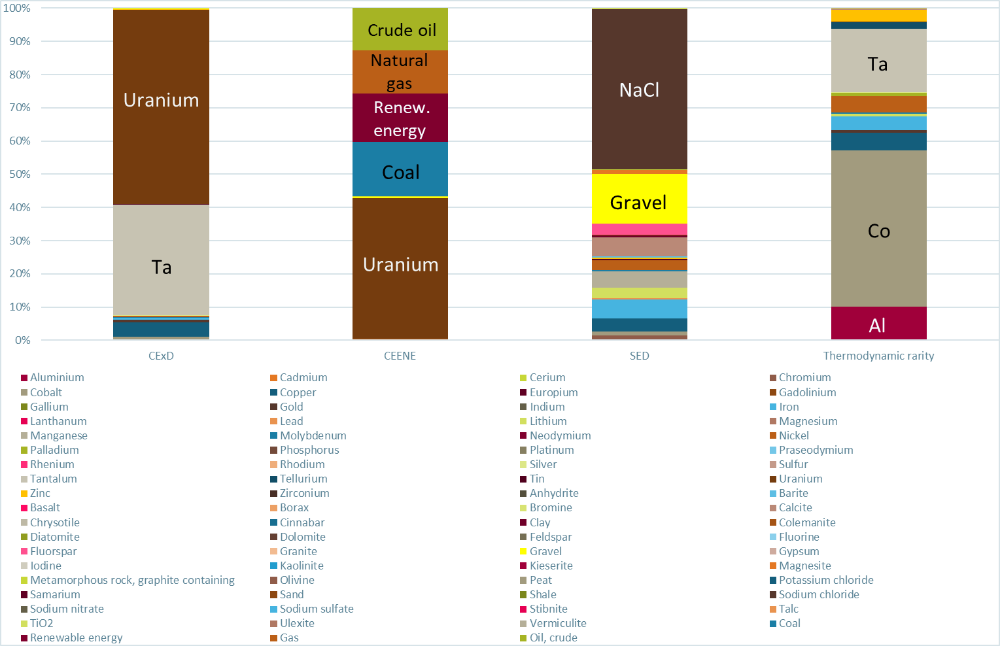 100%
90%
80%
70%
60%
50%
40%
30%
20%
10%
0%
Uranium
Ta
Crude oil
Natural
gas
Renew.
energy
Coal
Uranium
NaCl
Gravel
Ta
Co
Al
CExD
CEENE
SED
Thermodynamic rarity
Aluminium
Cadmium
Cerium
Chromium
Cobalt
Copper
Europium
Gadolinium
Gallium
Gold
Indium
Iron
Lanthanum
Lead
Lithium
Magnesium
Manganese
Molybdenum
Neodymium
Nickel
Palladium
Phosphorus
Platinum
Praseodymium
Rhenium
Rhodium
Silver
Sulfur
Tantalum
Tellurium
Tin
Uranium
Zinc
Zirconium
Anhydrite
Barite
Basalt
Borax
Bromine
Calcite
Chrysotile
Cinnabar
Clay
Colemanite
Diatomite
Dolomite
Feldspar
Fluorine
Fluorspar
Granite
Gravel
Gypsum
Iodine
Kaolinite
Kieserite
Magnesite
Metamorphous rock, graphite containing
Olivine
Peat
Potassium chloride
Samarium
Sand
Shale
Sodium chloride
Sodium nitrate
Sodium sulfate
Stibnite
Talc
TiO2
Ulexite
Vermiculite
Coal
Renewable energy
Gas
Oil, crude